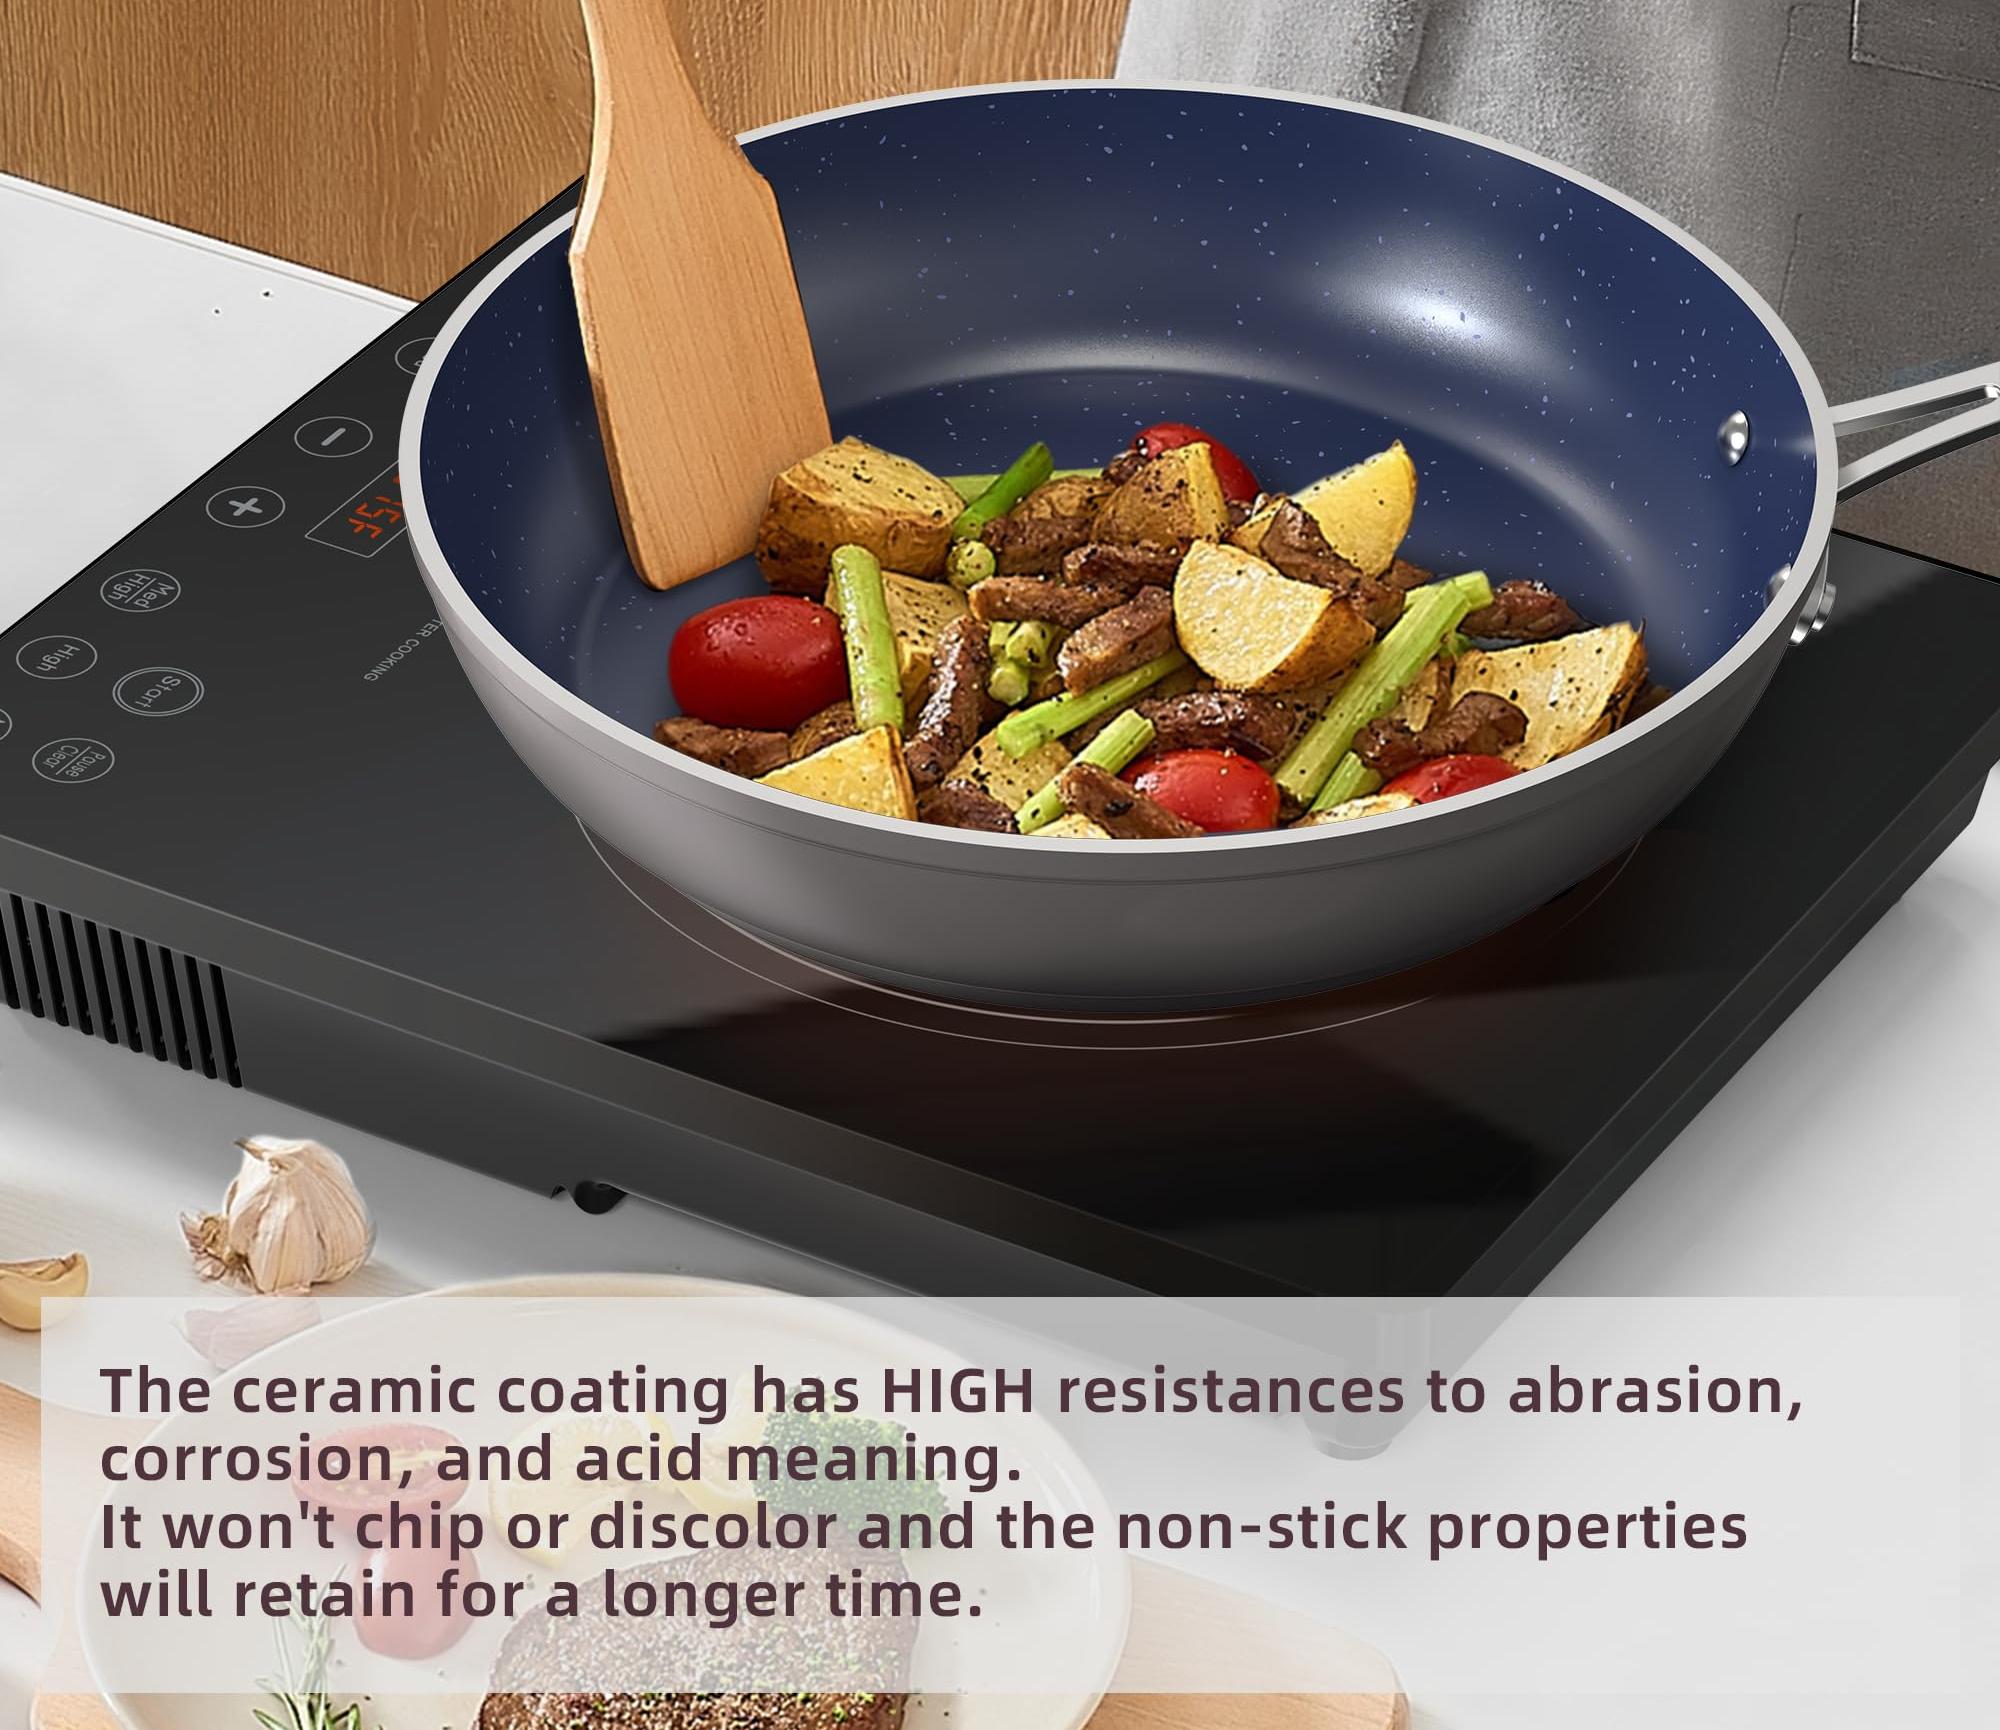 Med
High
High
Start
Pause
Clear
COOKING
The ceramic coating has HIGH resistances to abrasion,
corrosion, and acid meaning.
It won't chip or discolor and the non-stick properties
will retain for a longer time.